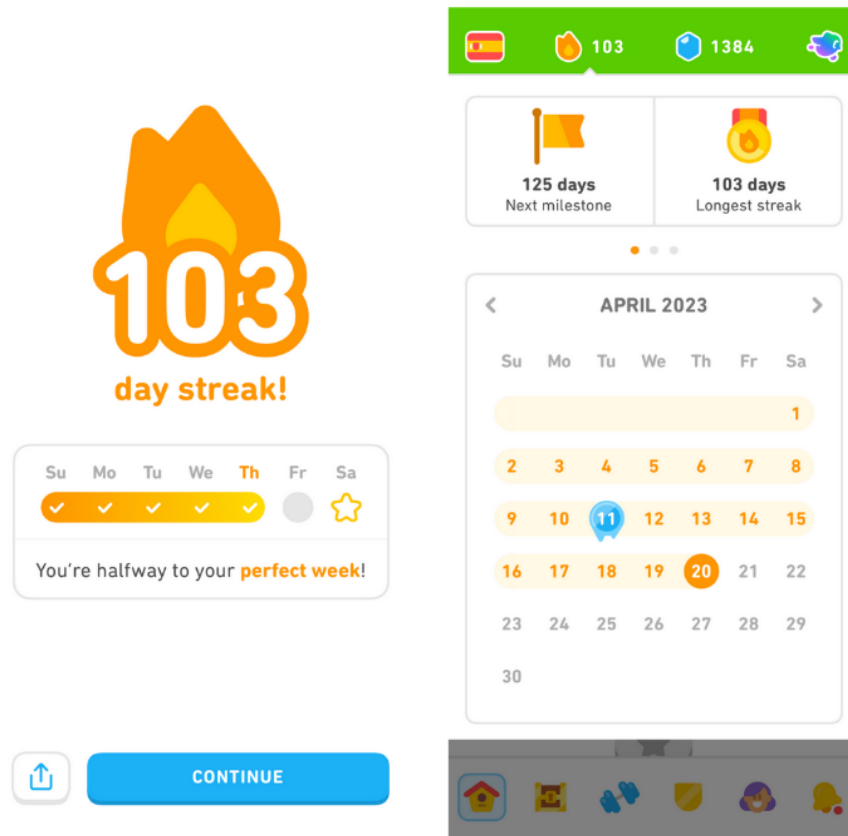 103
day streak!
Su Mo Tu We Th Fr Sa
You're halfway to your perfect week!
CONTINUE
103 1384
125 days
Next milestone
103 days
Longest streak
APRIL 2023
Su Mo Tu We Th Fr Sa
1
2 3 4 5 6 7 8
9 10 11 12 13 14 15
16 17 18 19 20 21 22
23 24 25 26 27 28 29
30